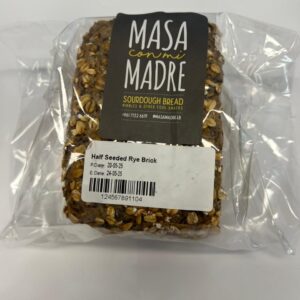 MASA
con mi
MADRE
SOURDOUGH BREAD
Half Seeded Rye Brick
P.Date: 20-05-25
E.Date: 24-05-25
124567891104